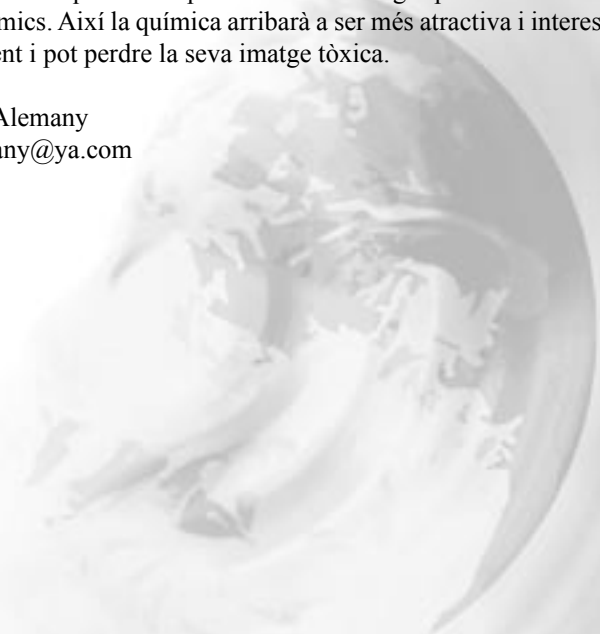 mics. Així la química arribarà a ser més atractiva i interes
ent i pot perdre la seva imatge tòxica.
Alemany
any@ya.com